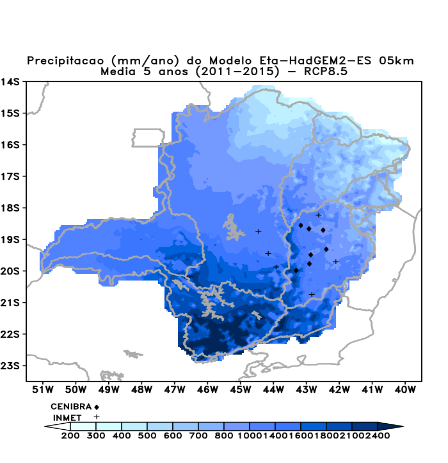 Precipitacao (mm/ano) do Modelo Eta-HadGEM2-ES 05km
Media 5 anos (2011-2015) - RCP8.5
14S
15S
16S
17S
18S
19S
20S
21S
22S
23S
51W 50W 49W 48W 47W 46W 45W 44W 43W 42W 41W 40W
CENIBRA
INMET
200 300 400 500 600 700 800 1000 1200 1400 1600 1800 2100 2400